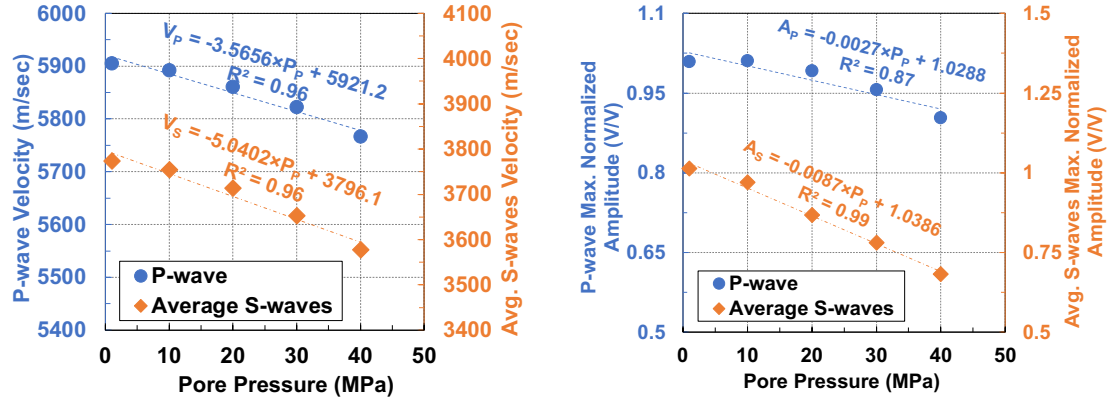 6000
5900
5800
5700
5600
5500
5400
P-wave Velocity (m/sec)
V_P = -3.5656×P_P + 5921.2
R² = 0.96
V_S = -5.0402×P_P + 3796.1
R² = 0.96
P-wave
Average S-waves
0 10 20 30 40 50
Pore Pressure (MPa)
4100
4000
3900
3800
3700
3600
3500
3400
Avg. S-waves Velocity (m/sec)
1.1
0.95
0.8
0.65
0.5
P-wave Max. Normalized
Amplitude (V/V)
A_P = -0.0027×P_P + 1.0288
R² = 0.87
A_S = -0.0087×P_P + 1.0386
R² = 0.99
P-wave
Average S-waves
0 10 20 30 40 50
Pore Pressure (MPa)
1.5
1.25
1
0.75
0.5
Avg. S-waves Max. Normalized
Amplitude (V/V)